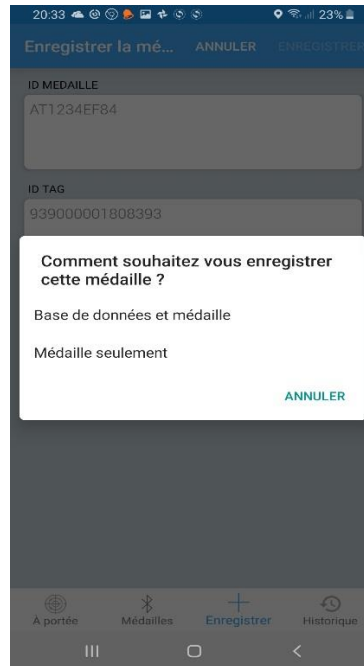 20:33 23%
Enregistrer la mé... ANNULER ENREGISTRER
ID MEDAILLE
AT1234EF84
ID TAG
939000001808393
Comment souhaitez vous enregistrer
cette médaille ?
Base de données et médaille
Médaille seulement
ANNULER
À portée Médailles Enregistrer Historique